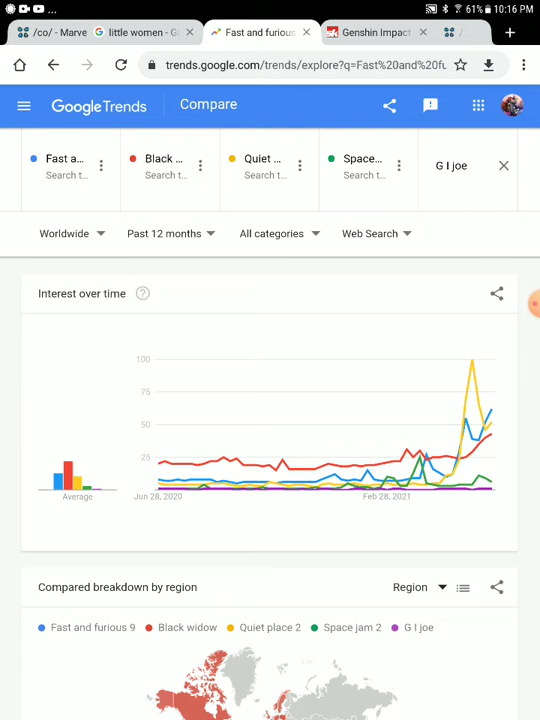 61% 10:16 PM
/co/ - Marve
little women - Go
Fast and furious
Genshin Impact
/
trends.google.com/trends/explore?q=Fast%20and%20fu
Google Trends Compare
Fast a... Black ... Quiet ... Space... G I joe
Search t... Search t... Search t... Search t...
Worldwide Past 12 months All categories Web Search
Interest over time
100
75
50
25
Average
Jun 28, 2020 Feb 28, 2021
Compared breakdown by region Region
Fast and furious 9 Black widow Quiet place 2 Space jam 2 G I joe